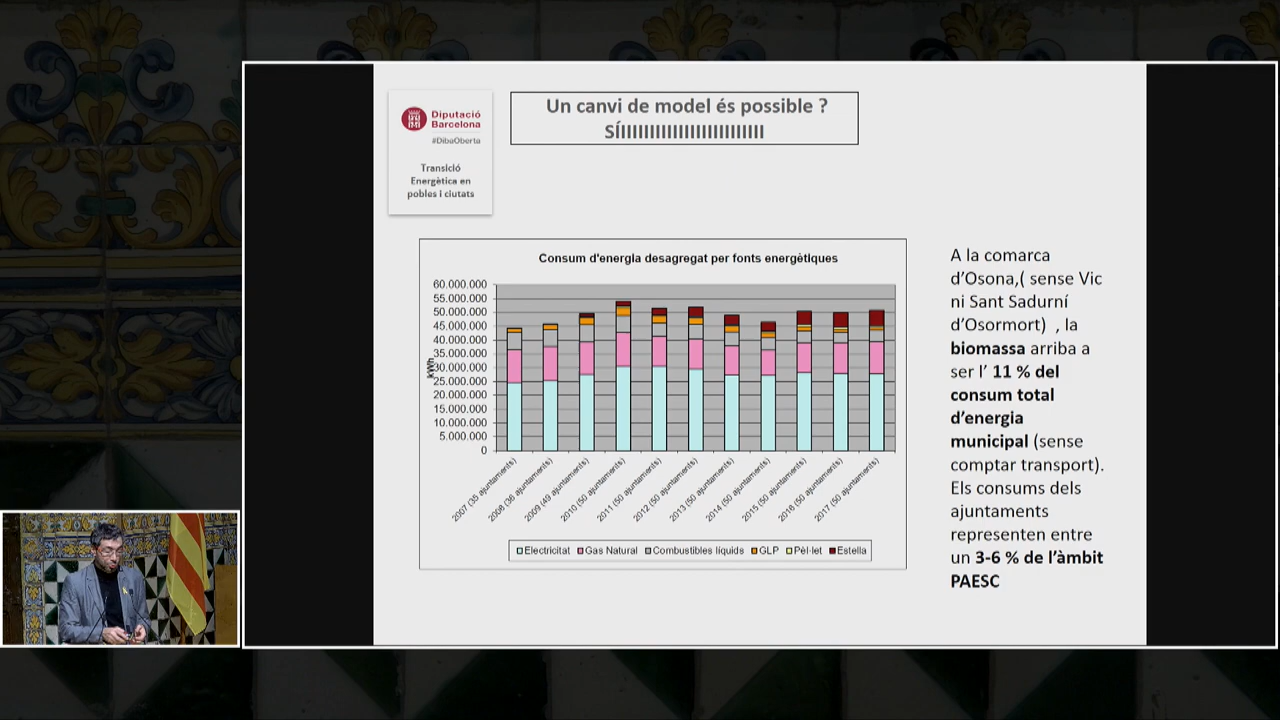 Diputació
Barcelona
#DibaOberta
Transició
Energètica en
pobles i ciutats
Un canvi de model és possible ?
SÍIIIIIIIIIIIIIIIIIIIIIIII
Consum d'energia desagregat per fonts energètiques
60.000.000
55.000.000
50.000.000
45.000.000
40.000.000
35.000.000
30.000.000
25.000.000
20.000.000
15.000.000
10.000.000
5.000.000
0
kWh
2007 (35 ajuntaments)
2008 (36 ajuntaments)
2009 (49 ajuntaments)
2010 (50 ajuntaments)
2011 (50 ajuntaments)
2012 (50 ajuntaments)
2013 (50 ajuntaments)
2014 (50 ajuntaments)
2015 (50 ajuntaments)
2016 (50 ajuntaments)
2017 (50 ajuntaments)
Electricitat Gas Natural Combustibles líquids GLP Pèl·let Estella
A la comarca
d'Osona,( sense Vic
ni Sant Sadurní
d'Osormort) , la
biomassa arriba a
ser l' 11 % del
consum total
d'energia
municipal (sense
comptar transport).
Els consums dels
ajuntaments
representen entre
un 3-6 % de l'àmbit
PAESC